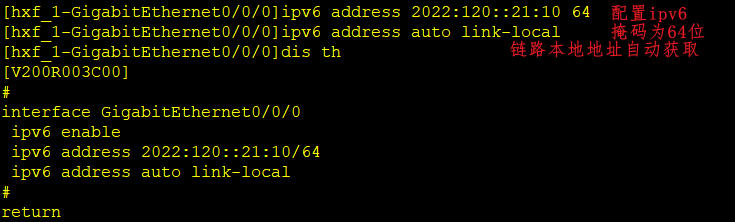 [hxf_1-GigabitEthernet0/0/0]ipv6 address 2022:120::21:10 64 配置ipv6
[hxf_1-GigabitEthernet0/0/0]ipv6 address auto link-local 掩码为64位
[hxf_1-GigabitEthernet0/0/0]dis th 链路本地地址自动获取
[V200R003C00]
#
interface GigabitEthernet0/0/0
 ipv6 enable
 ipv6 address 2022:120::21:10/64
 ipv6 address auto link-local
#
return